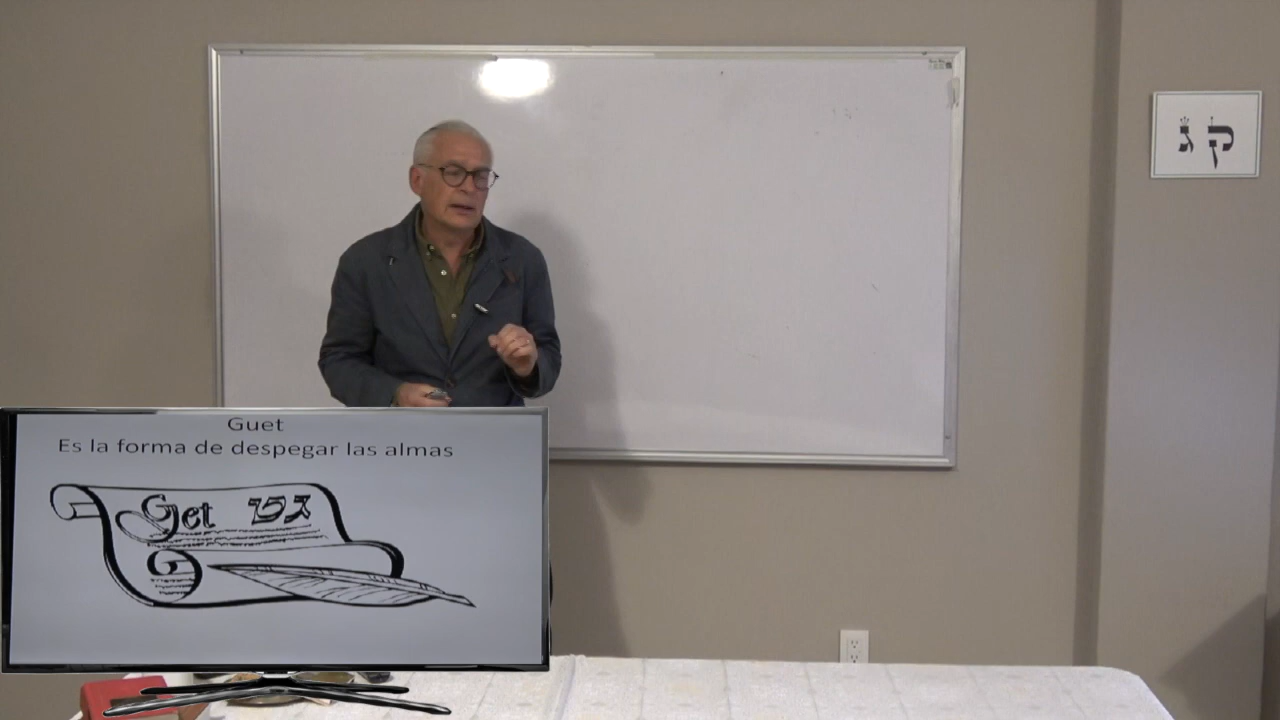 Guet
Es la forma de despegar las almas
Get גט
ק ג